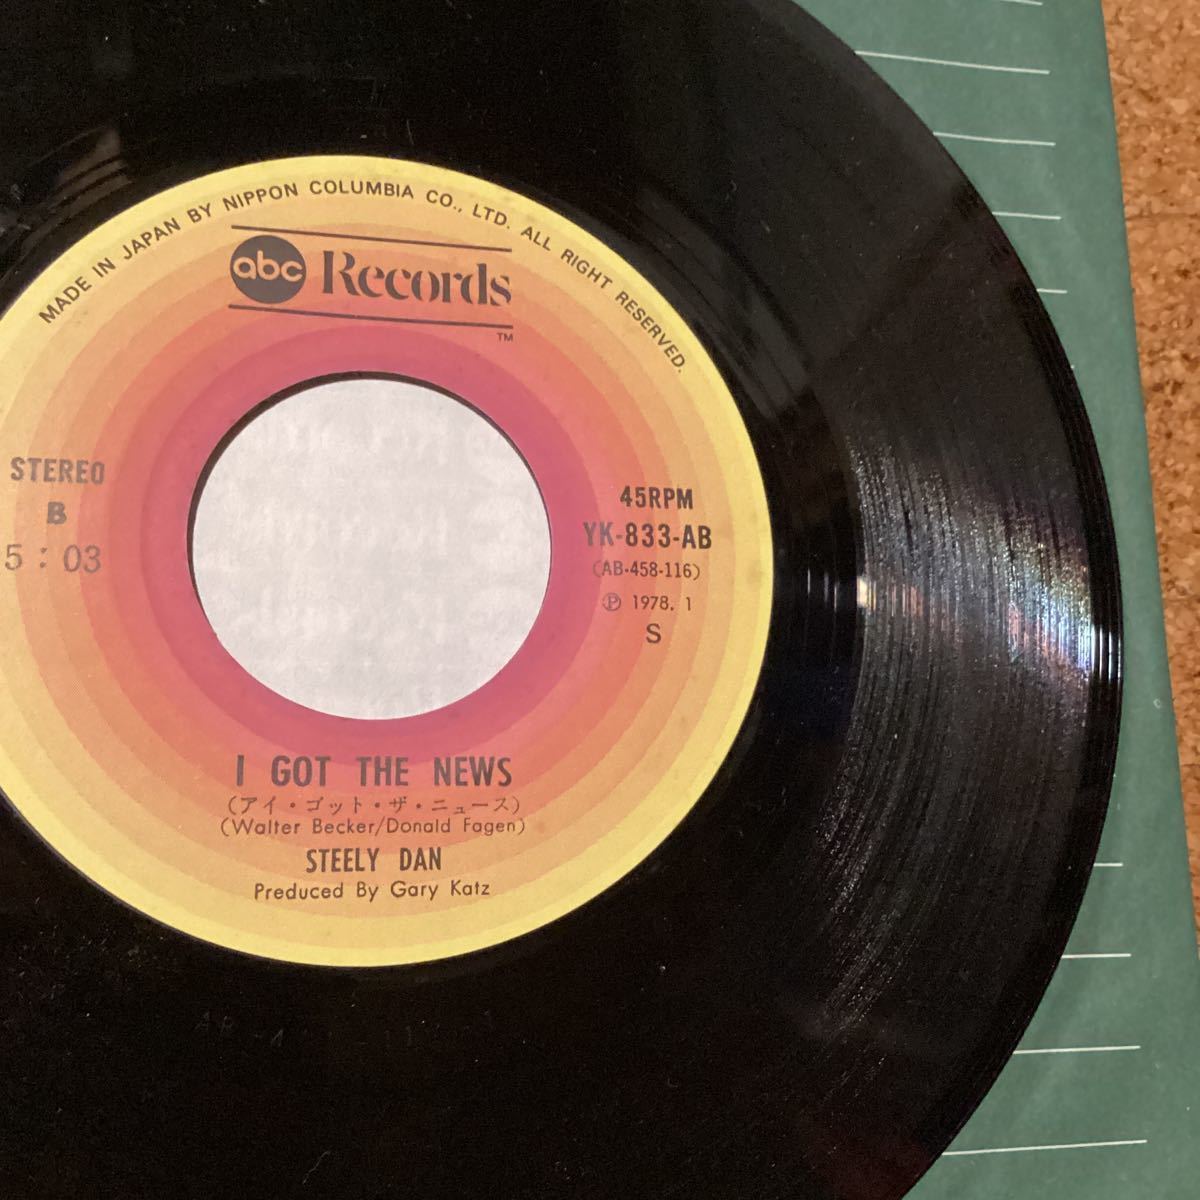 MADE IN JAPAN BY NIPPON COLUMBIA CO., LTD. ALL RIGHT RESERVED.
abc Records
TM
STEREO
B
5:03
45RPM
YK-833-AB
(AB-458-116)
Ⓟ 1978. 1
S
I GOT THE NEWS
(アイ・ゴット・ザ・ニュース)
(Walter Becker/Donald Fagen)
STEELY DAN
Preduced By Gary Katz